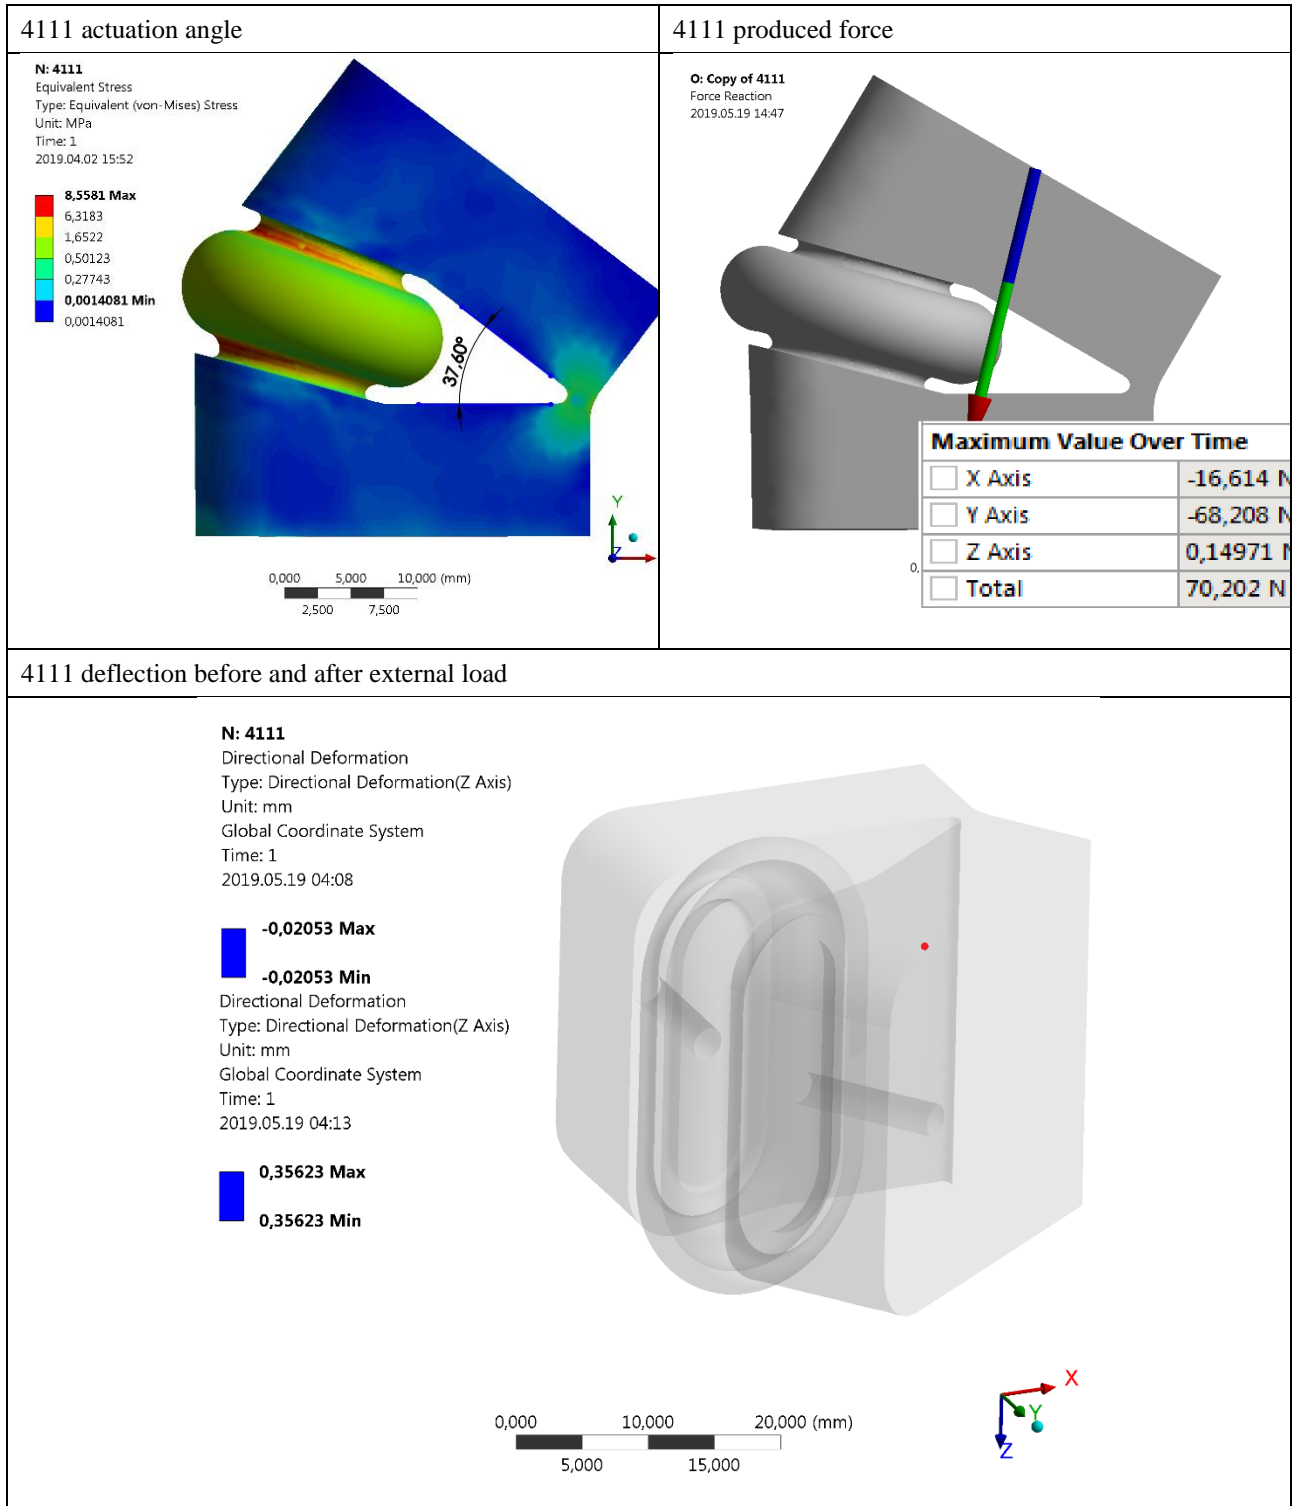 4111 actuation angle
N: 4111
Equivalent Stress
Type: Equivalent (von-Mises) Stress
Unit: MPa
Time: 1
2019.04.02 15:52
8,5581 Max
6,3183
1,6522
0,50123
0,27743
0,0014081 Min
0,0014081
37,60°
Y
Z
0,000 5,000 10,000 (mm)
2,500 7,500
4111 produced force
O: Copy of 4111
Force Reaction
2019.05.19 14:47
0,
Maximum Value Over Time
X Axis -16,614 N
Y Axis -68,208 N
Z Axis 0,14971 N
Total 70,202 N
4111 deflection before and after external load
N: 4111
Directional Deformation
Type: Directional Deformation(Z Axis)
Unit: mm
Global Coordinate System
Time: 1
2019.05.19 04:08
-0,02053 Max
-0,02053 Min
Directional Deformation
Type: Directional Deformation(Z Axis)
Unit: mm
Global Coordinate System
Time: 1
2019.05.19 04:13
0,35623 Max
0,35623 Min
X
Y
Z
0,000 10,000 20,000 (mm)
5,000 15,000